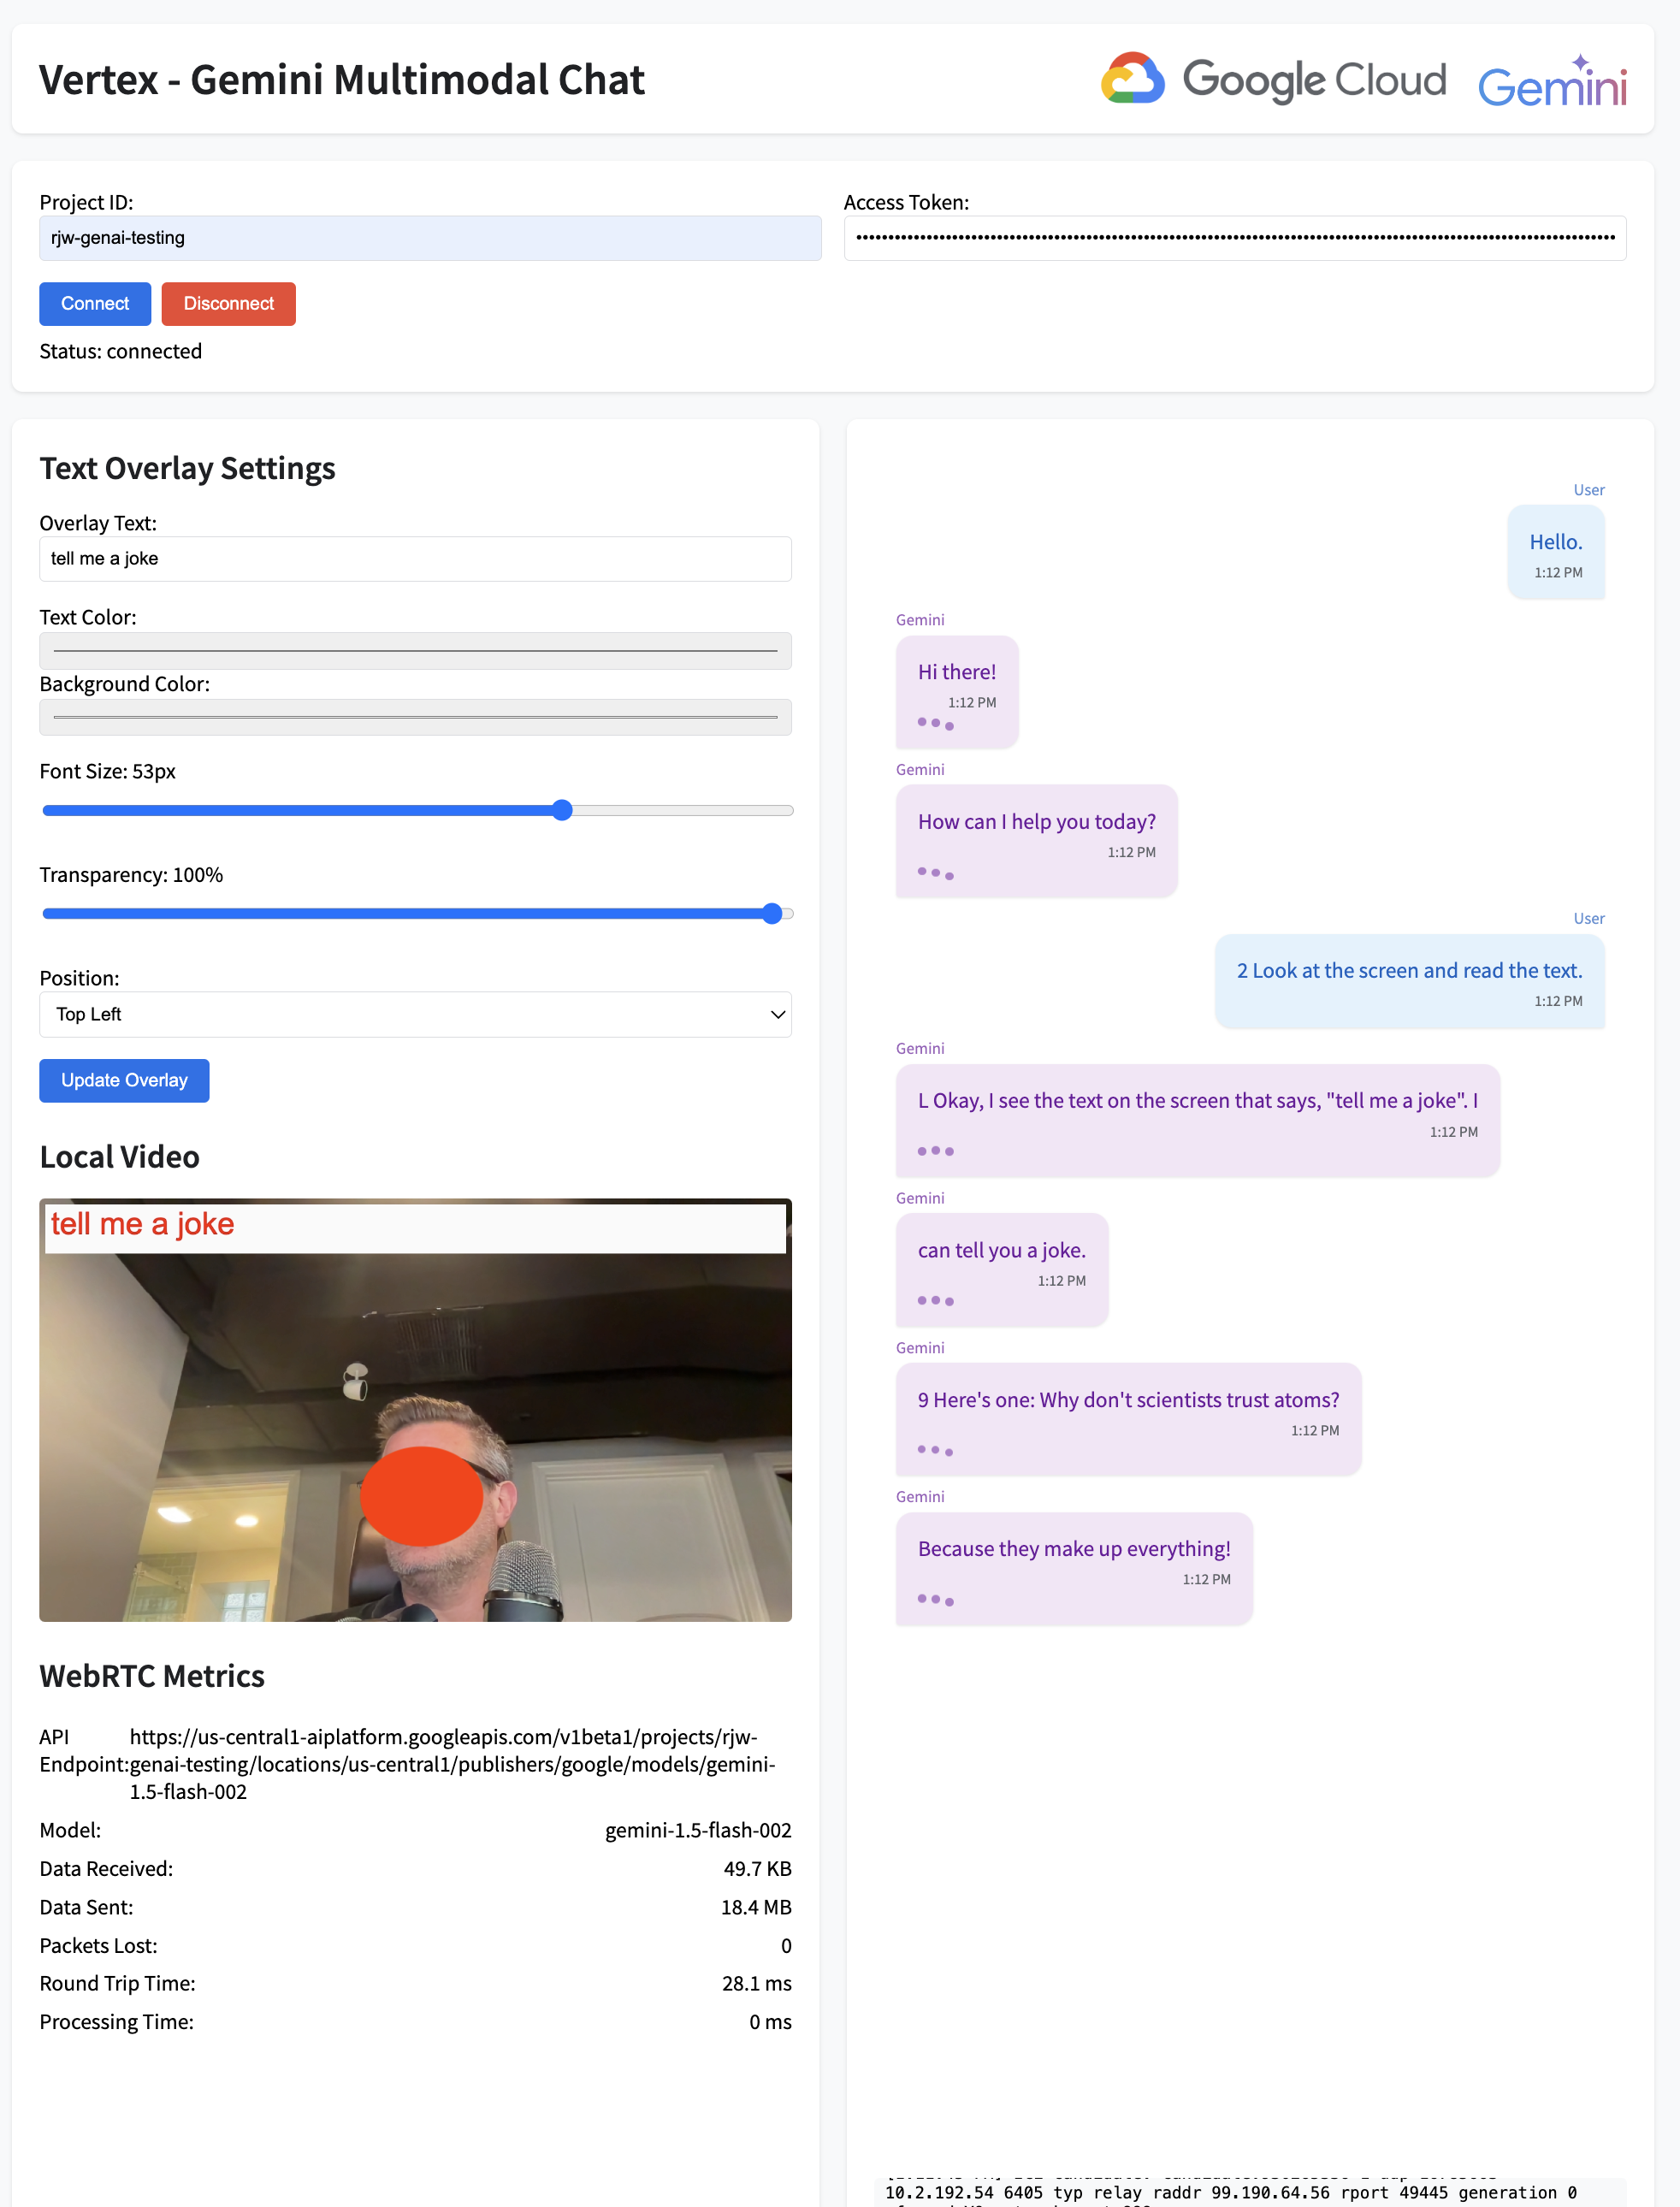 Vertex - Gemini Multimodal Chat
Google Cloud
Gemini
Project ID:
rjw-genai-testing
Access Token:
Connect
Disconnect
Status: connected
Text Overlay Settings
Overlay Text:
tell me a joke
Text Color:
Background Color:
Font Size: 53px
Transparency: 100%
Position:
Top Left
Update Overlay
Local Video
tell me a joke
WebRTC Metrics
API Endpoint:
https://us-central1-aiplatform.googleapis.com/v1beta1/projects/rjw-
genai-testing/locations/us-central1/publishers/google/models/gemini-
1.5-flash-002
Model: gemini-1.5-flash-002
Data Received: 49.7 KB
Data Sent: 18.4 MB
Packets Lost: 0
Round Trip Time: 28.1 ms
Processing Time: 0 ms
User
Hello.
1:12 PM
Gemini
Hi there!
1:12 PM
Gemini
How can I help you today?
1:12 PM
User
2 Look at the screen and read the text.
1:12 PM
Gemini
L Okay, I see the text on the screen that says, "tell me a joke". I
1:12 PM
Gemini
can tell you a joke.
1:12 PM
Gemini
9 Here's one: Why don't scientists trust atoms?
1:12 PM
Gemini
Because they make up everything!
1:12 PM
10.2.192.54 6405 typ relay raddr 99.190.64.56 rport 49445 generation 0